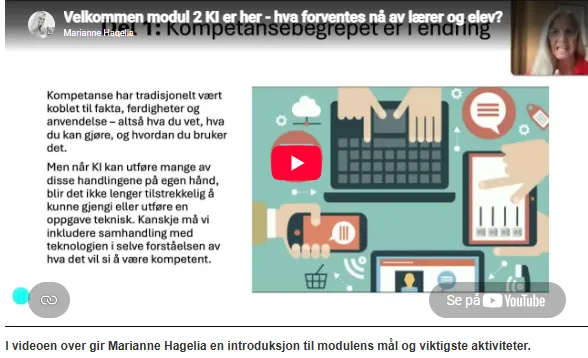 Velkommen modul 2 KI er her - hva forventes nå av lærer og elev?
Marianne Hagelia
Del 1: Kompetansebegrepet er i endring
Kompetanse har tradisjonelt vært
koblet til fakta, ferdigheter og
anvendelse – altså hva du vet, hva
du kan gjøre, og hvordan du bruker
det.
Men når KI kan utføre mange av
disse handlingene på egen hånd,
blir det ikke lenger tilstrekkelig å
kunne gjengi eller utføre en
oppgave teknisk. Kanskje må vi
inkludere samhandling med
teknologien i selve forståelsen av
hva det vil si å være kompetent.
Se på YouTube
I videoen over gir Marianne Hagelia en introduksjon til modulens mål og viktigste aktiviteter.